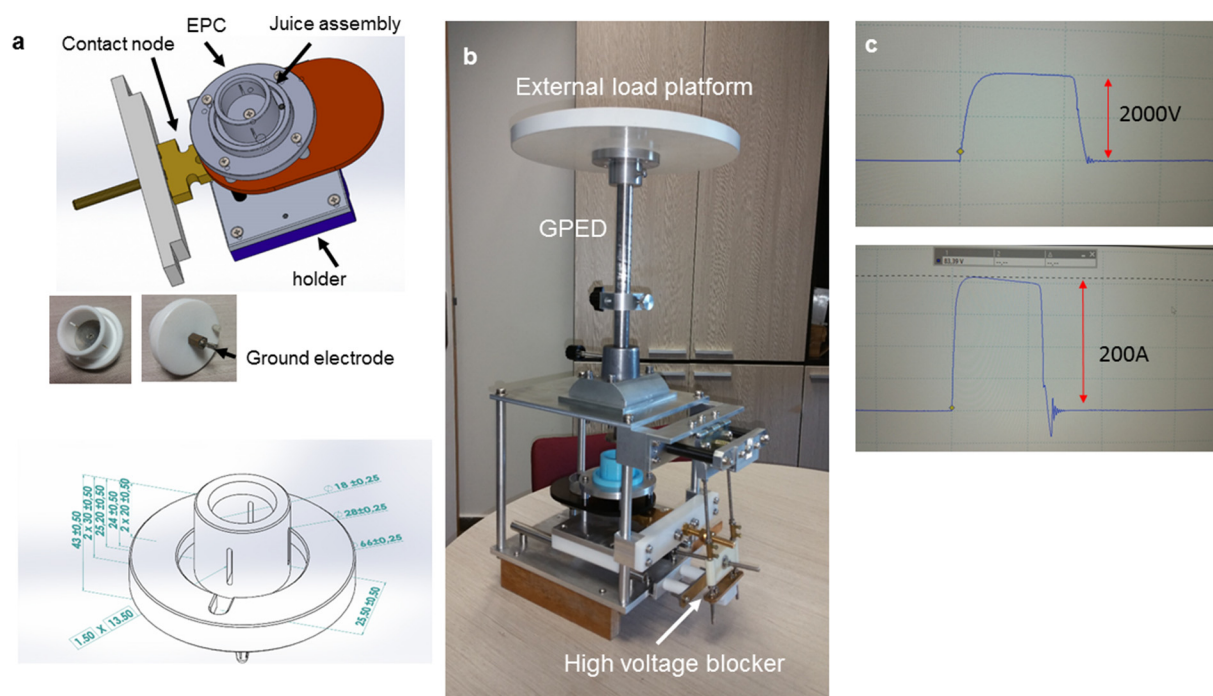 a
EPC
Juice assembly
Contact node
holder
Ground electrode
43 ±0,50
2 x 30 ±0,50
25,20 ±0,50
24 ±0,50
2 x 20 ±0,50
∅ 18 ±0,25
∅ 28±0,25
66±0,25
25,50 ±0,50
1.50 X 13.50
b
External load platform
GPED
High voltage blocker
c
2000V
200A